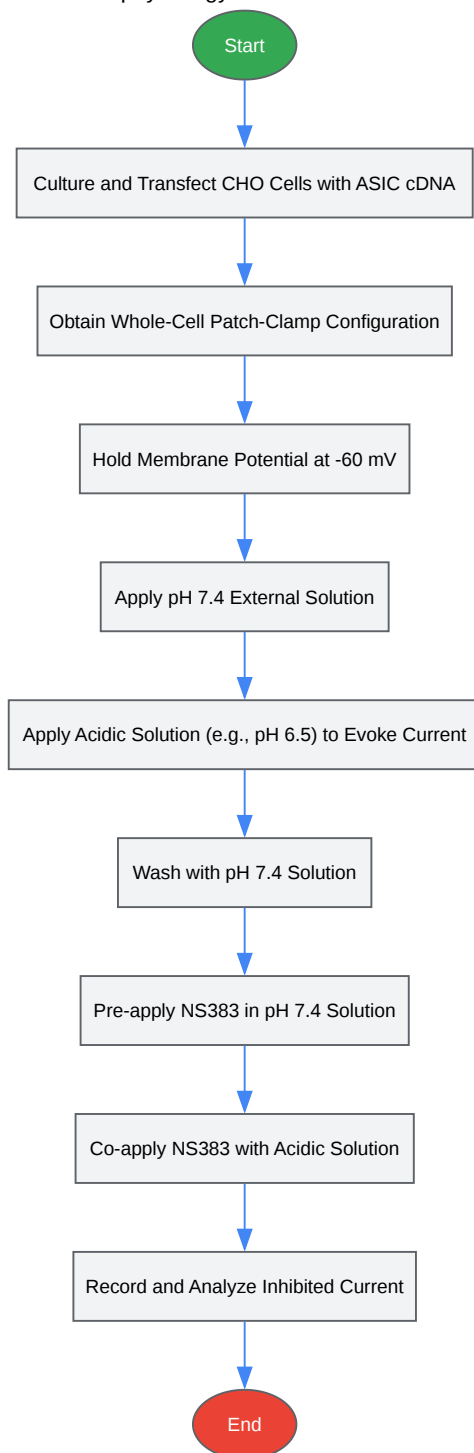 Start
Culture and Transfect CHO Cells with ASIC cDNA
Obtain Whole-Cell Patch-Clamp Configuration
Hold Membrane Potential at -60 mV
Apply pH 7.4 External Solution
Apply Acidic Solution (e.g., pH 6.5) to Evoke Current
Wash with pH 7.4 Solution
Pre-apply NS383 in pH 7.4 Solution
Co-apply NS383 with Acidic Solution
Record and Analyze Inhibited Current
End